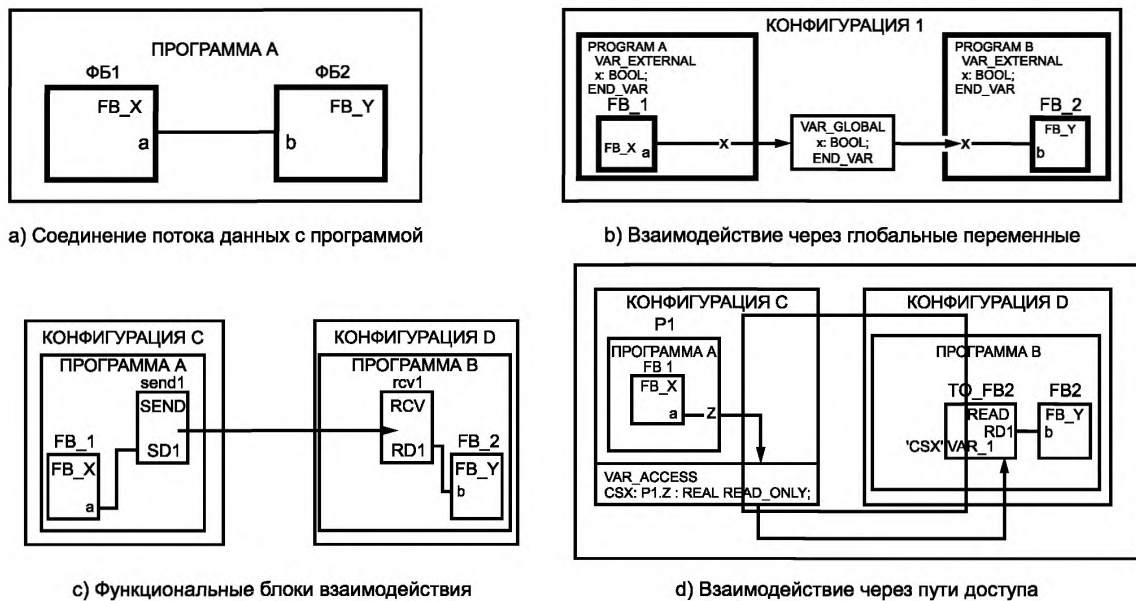 ПРОГРАММА А
ФБ1
ФБ2
FB_X
a
FB_Y
b
a) Соединение потока данных с программой
КОНФИГУРАЦИЯ 1
PROGRAM A
VAR_EXTERNAL
x: BOOL;
END_VAR
FB_1
FB_X a
x
VAR_GLOBAL
x: BOOL;
END_VAR
PROGRAM B
VAR_EXTERNAL
x: BOOL;
END_VAR
FB_2
FB_Y
x
b
b) Взаимодействие через глобальные переменные
КОНФИГУРАЦИЯ C
ПРОГРАММА А
send1
SEND
SD1
FB_1
FB_X
a
КОНФИГУРАЦИЯ D
ПРОГРАММА В
rcv1
RCV
RD1
FB_2
FB_Y
b
c) Функциональные блоки взаимодействия
КОНФИГУРАЦИЯ C
P1
ПРОГРАММА А
FB 1
FB_X
a
Z
VAR_ACCESS
CSX: P1.Z : REAL READ_ONLY;
КОНФИГУРАЦИЯ D
ПРОГРАММА В
TO_FB2
READ
RD1
'CSX' VAR_1
FB2
FB_Y
b
d) Взаимодействие через пути доступа